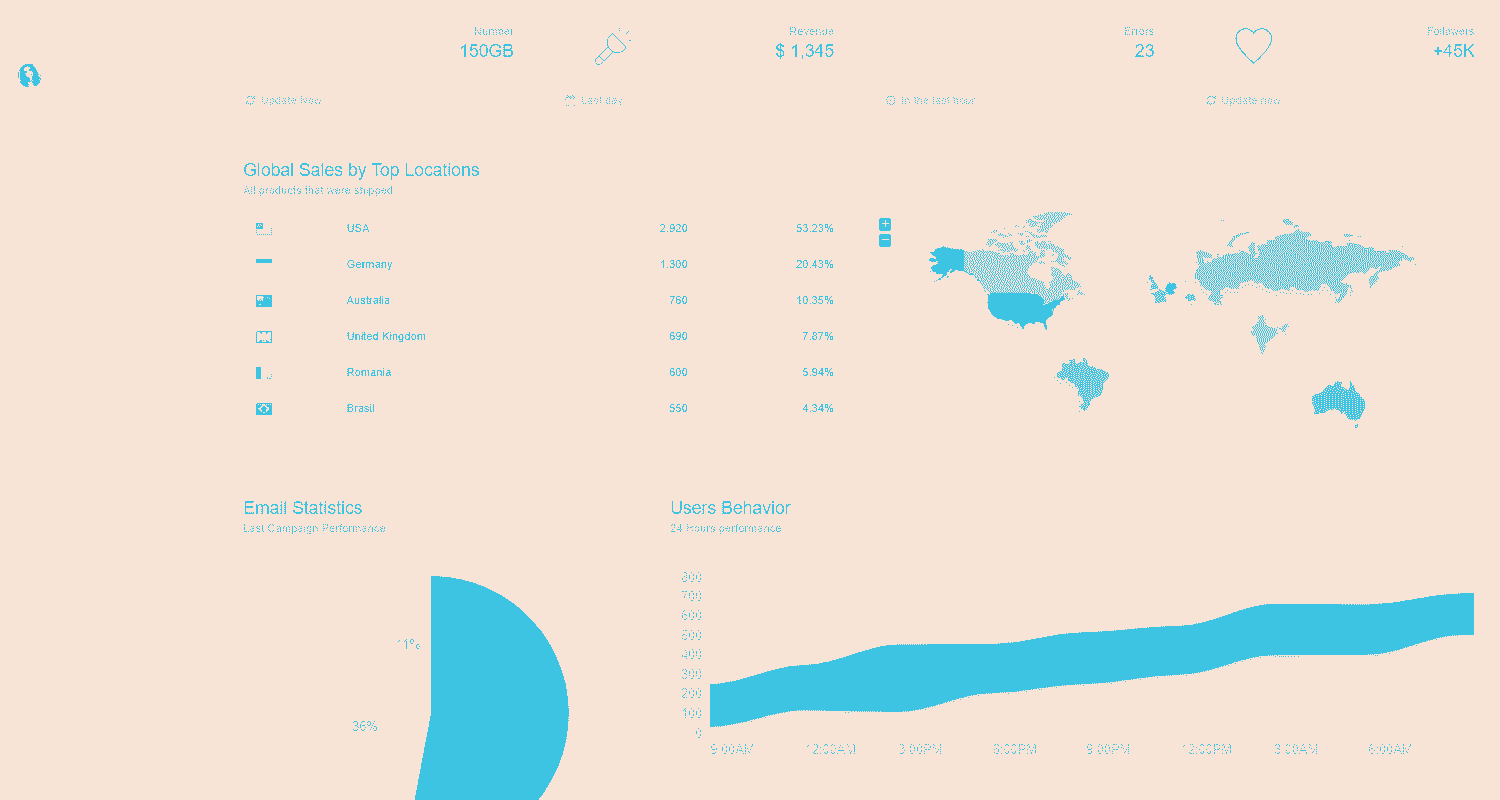 Number
150GB
Revenue
$ 1,345
Errors
23
Followers
+45K
Update Now
Last day
In the last hour
Update now
Global Sales by Top Locations
All products that were shipped
USA 2.920 53.23%
Germany 1.300 20.43%
Australia 760 10.35%
United Kingdom 690 7.87%
Romania 600 5.94%
Brasil 550 4.34%
+
−
Email Statistics
Last Campaign Performance
11%
36%
Users Behavior
24 Hours performance
800
700
600
500
400
300
200
100
0
9:00AM 12:00AM 3:00PM 6:00PM 9:00PM 12:00PM 3:00AM 6:00AM